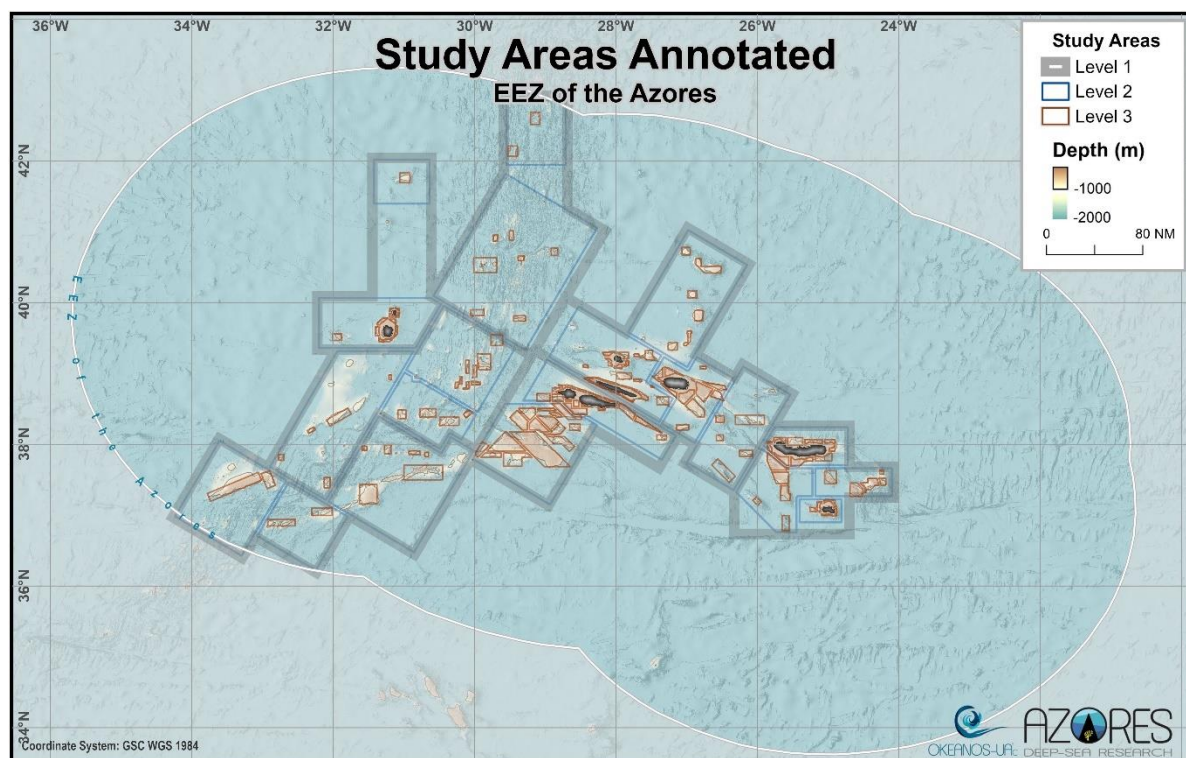 36°W 34°W 32°W 30°W 28°W 26°W 24°W
Study Areas Annotated
EEZ of the Azores
Study Areas
Level 1
Level 2
Level 3
Depth (m)
-1000
-2000
0 80 NM
42°N
40°N
38°N
36°N
34°N
EEZ of the Azores
Coordinate System: GSC WGS 1984
OKEANOS-UAc
AZORES
DEEP-SEA RESEARCH